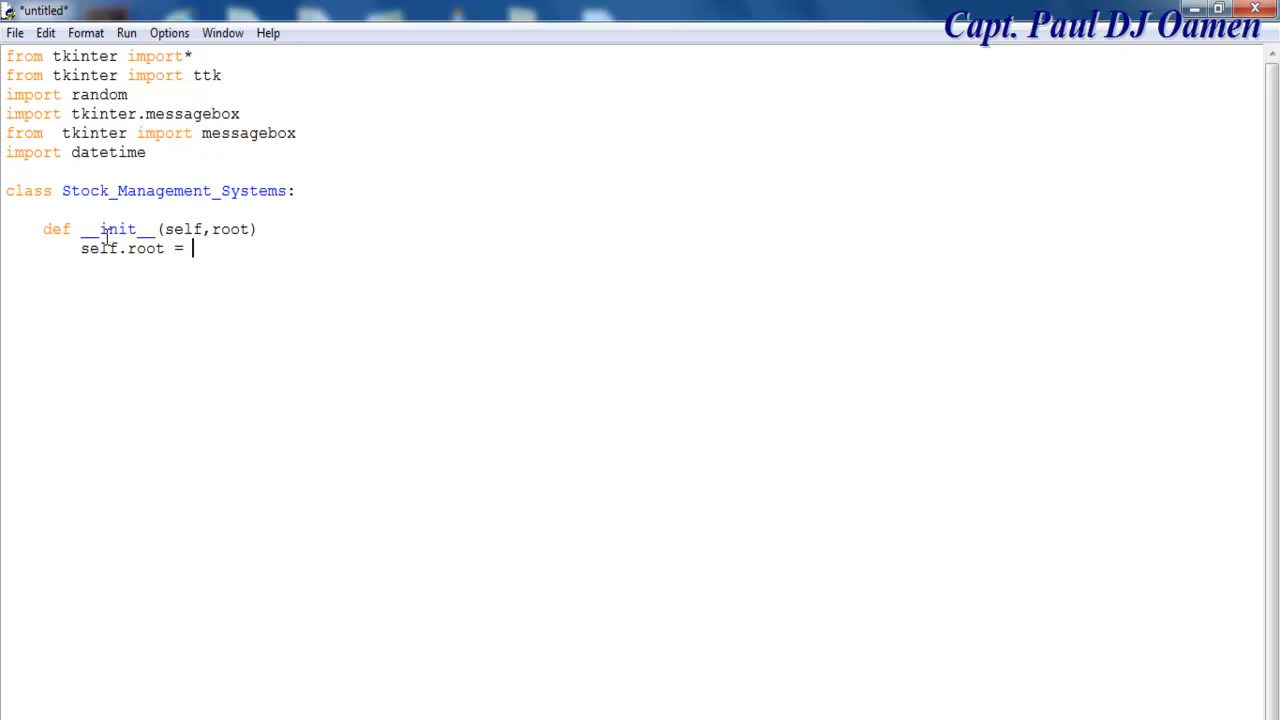 *untitled*
Capt. Paul DJ Oamen
File Edit Format Run Options Window Help
from tkinter import*
from tkinter import ttk
import random
import tkinter.messagebox
from  tkinter import messagebox
import datetime
class Stock_Management_Systems:
def __init__(self,root)
self.root =